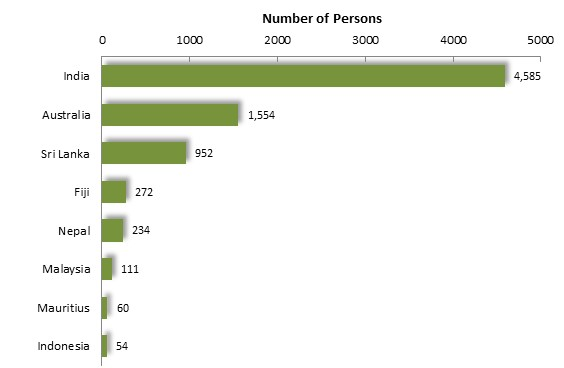 Number of Persons
0 1000 2000 3000 4000 5000
India 4,585
Australia 1,554
Sri Lanka 952
Fiji 272
Nepal 234
Malaysia 111
Mauritius 60
Indonesia 54